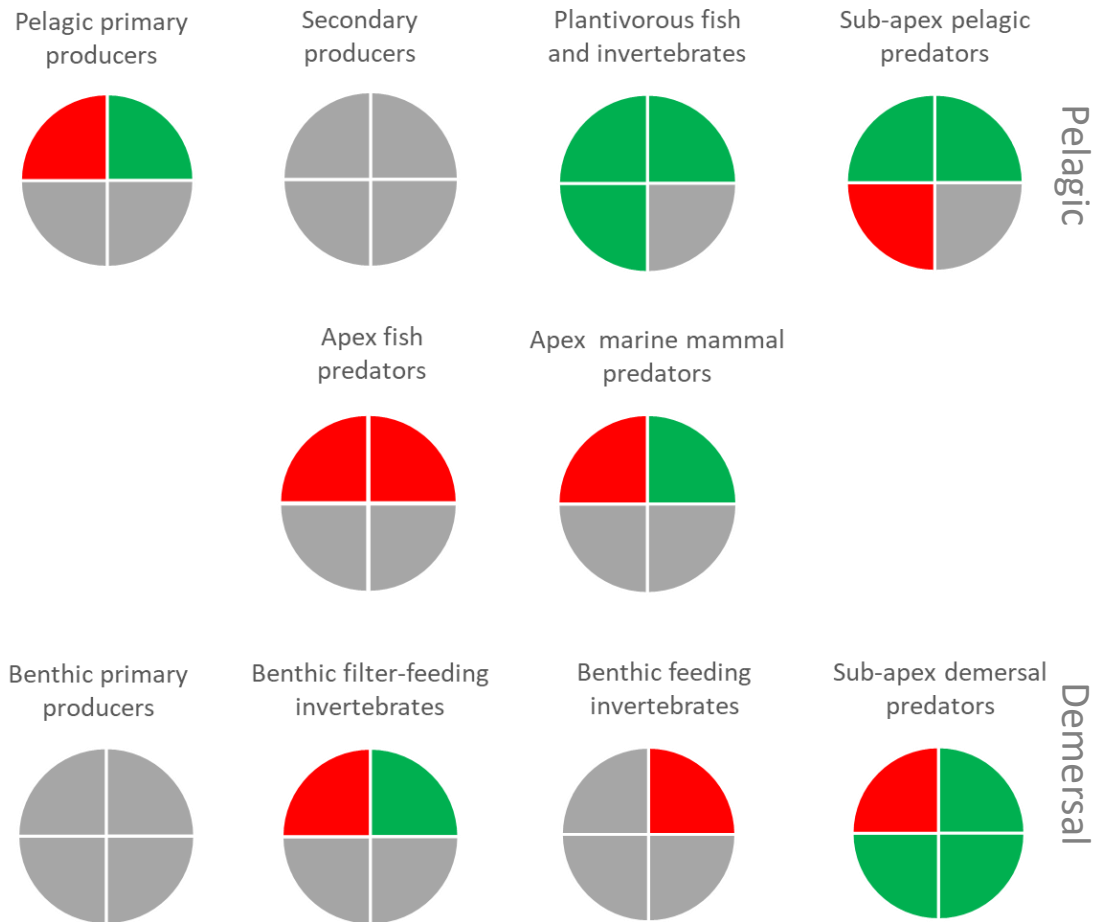 Pelagic primary
producers
Secondary
producers
Plantivorous fish
and invertebrates
Sub-apex pelagic
predators
Pelagic
Apex fish
predators
Apex marine mammal
predators
Benthic primary
producers
Benthic filter-feeding
invertebrates
Benthic feeding
invertebrates
Sub-apex demersal
predators
Demersal